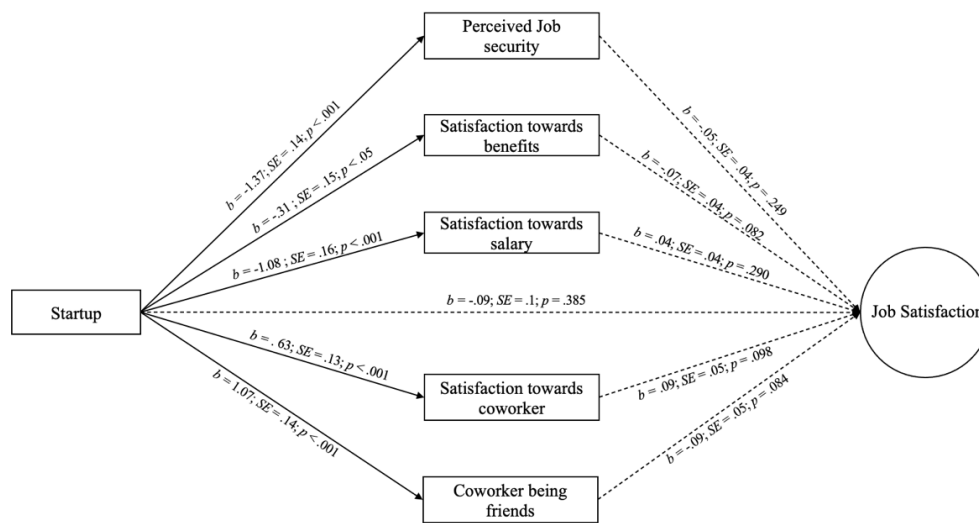 Perceived Job
security
b = -1.37; SE = .14; p < .001
b = -.05; SE = .04; p = .249
Satisfaction towards
benefits
b = -.31 ; SE = .15; p < .05
b = -.07; SE = .04; p = .082
Satisfaction towards
salary
b = -1.08 ; SE = .16; p < .001
b = .04; SE = .04; p = .290
Startup
b = -.09; SE = .1; p = .385
Job Satisfaction
b = . 63; SE = .13; p < .001
Satisfaction towards
coworker
b = .09; SE = .05; p = .098
b = 1.07; SE = .14; p < .001
b = -.09; SE = .05; p = .084
Coworker being
friends